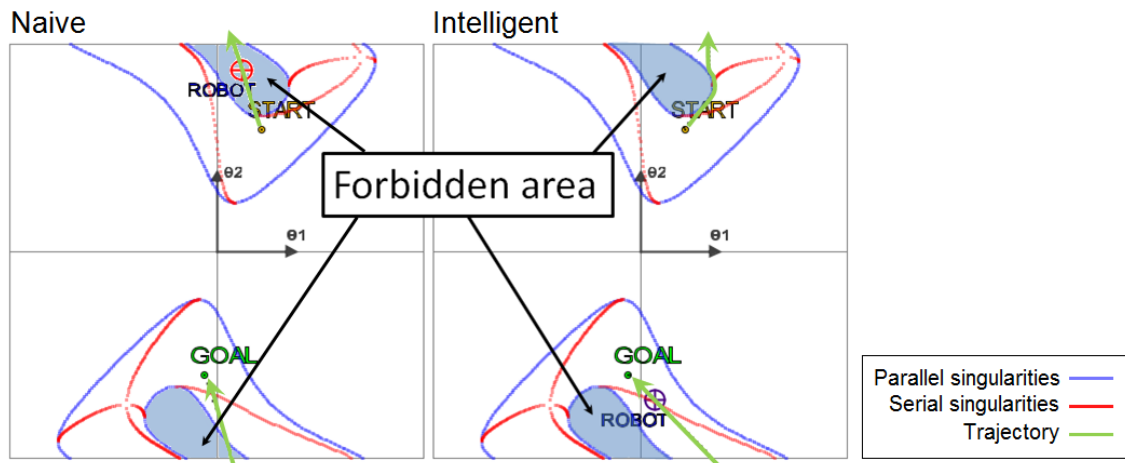 Naive
Intelligent
ROBOT
START
START
θ2
θ2
Forbidden area
θ1
θ1
GOAL
GOAL
ROBOT
Parallel singularities
Serial singularities
Trajectory